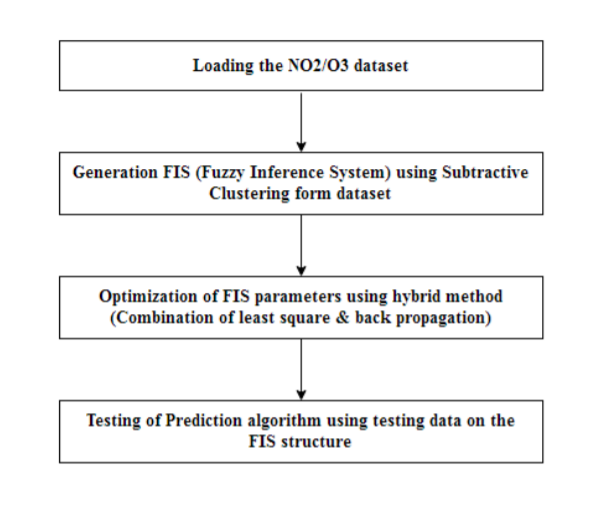 Loading the NO2/O3 dataset
Generation FIS (Fuzzy Inference System) using Subtractive
Clustering form dataset
Optimization of FIS parameters using hybrid method
(Combination of least square & back propagation)
Testing of Prediction algorithm using testing data on the
FIS structure